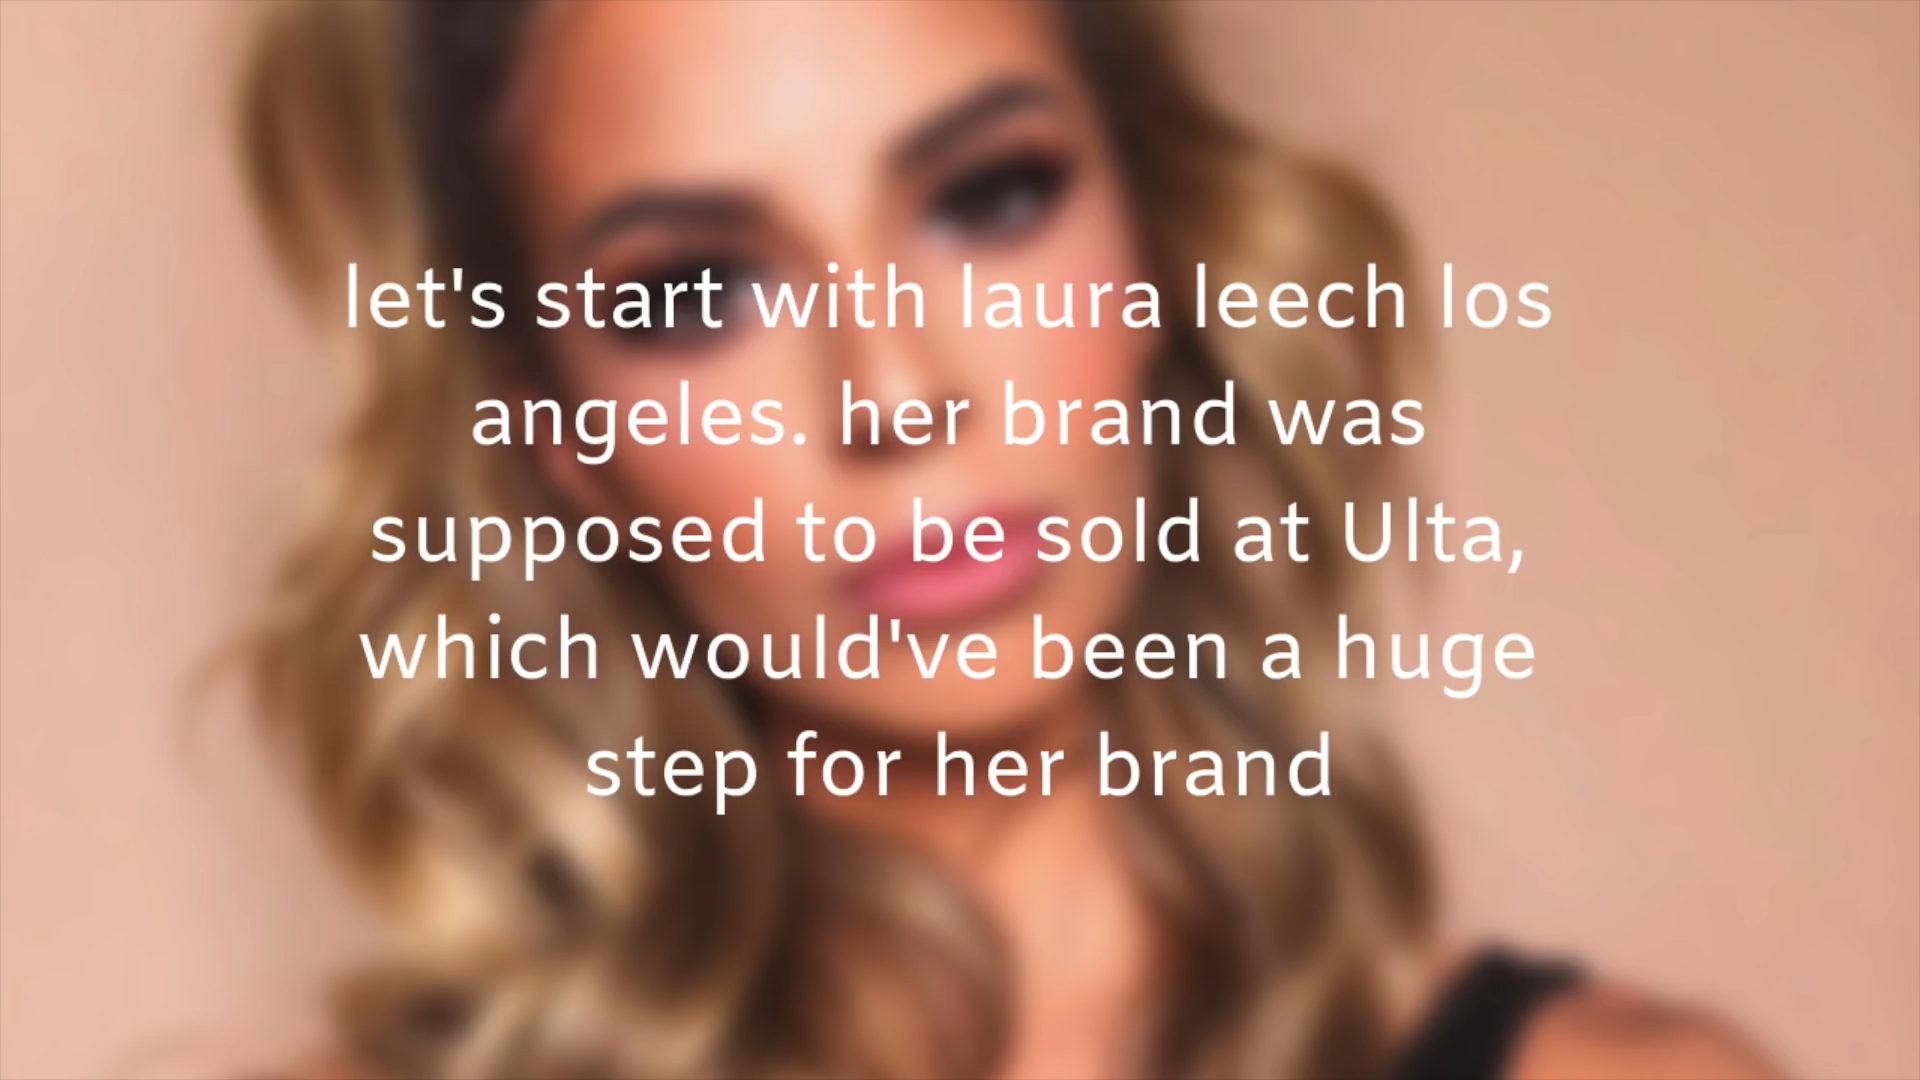 let's start with laura leech los
angeles. her brand was
supposed to be sold at Ulta,
which would've been a huge
step for her brand